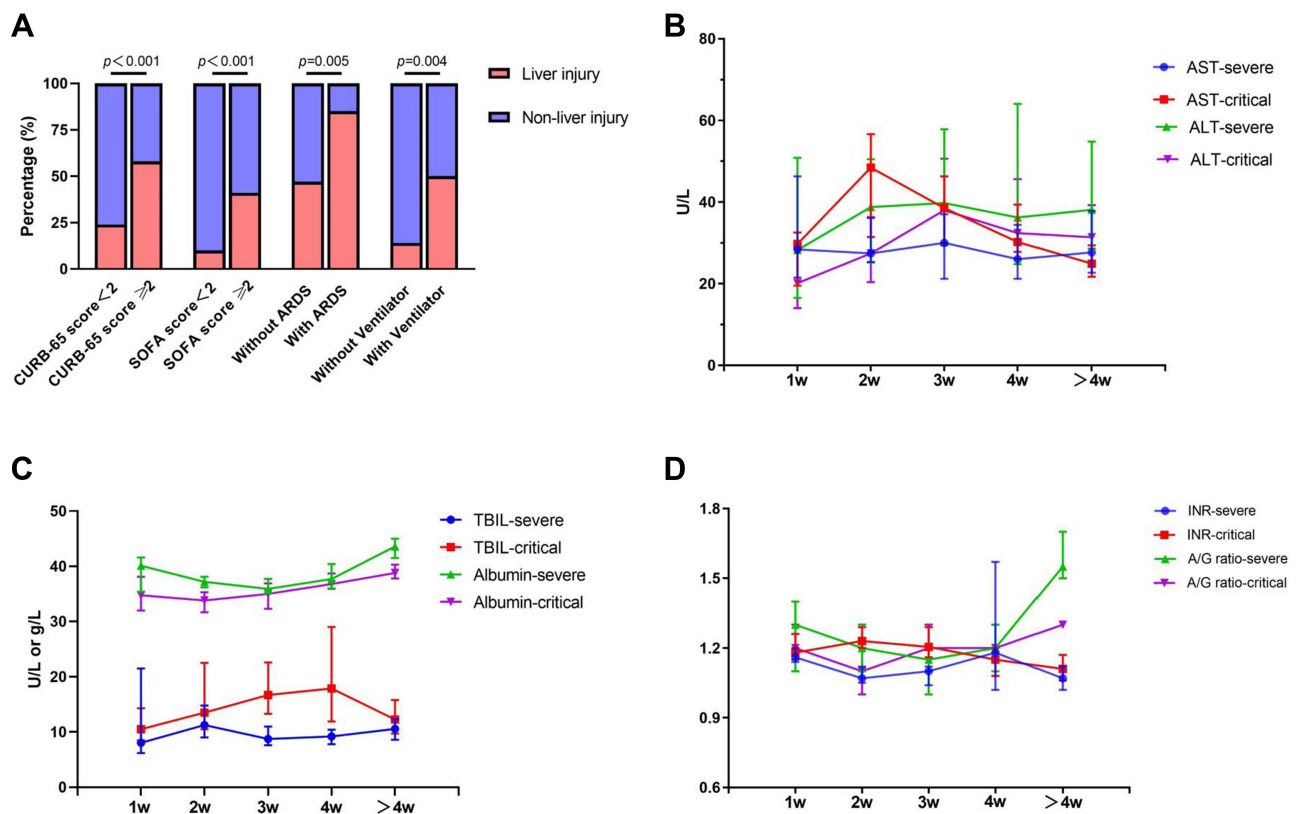 A
p<0.001
p<0.001
p=0.005
p=0.004
Percentage (%)
100
75
50
25
0
CURB-65 score<2
CURB-65 score⩾2
SOFA score<2
SOFA score⩾2
Without ARDS
With ARDS
Without Ventilator
With Ventilator
Liver injury
Non-liver injury
B
U/L
80
60
40
20
0
1w
2w
3w
4w
>4w
AST-severe
AST-critical
ALT-severe
ALT-critical
C
U/L or g/L
50
40
30
20
10
0
1w
2w
3w
4w
>4w
TBIL-severe
TBIL-critical
Albumin-severe
Albumin-critical
D
1.8
1.5
1.2
0.9
0.6
1w
2w
3w
4w
>4w
INR-severe
INR-critical
A/G ratio-severe
A/G ratio-critical